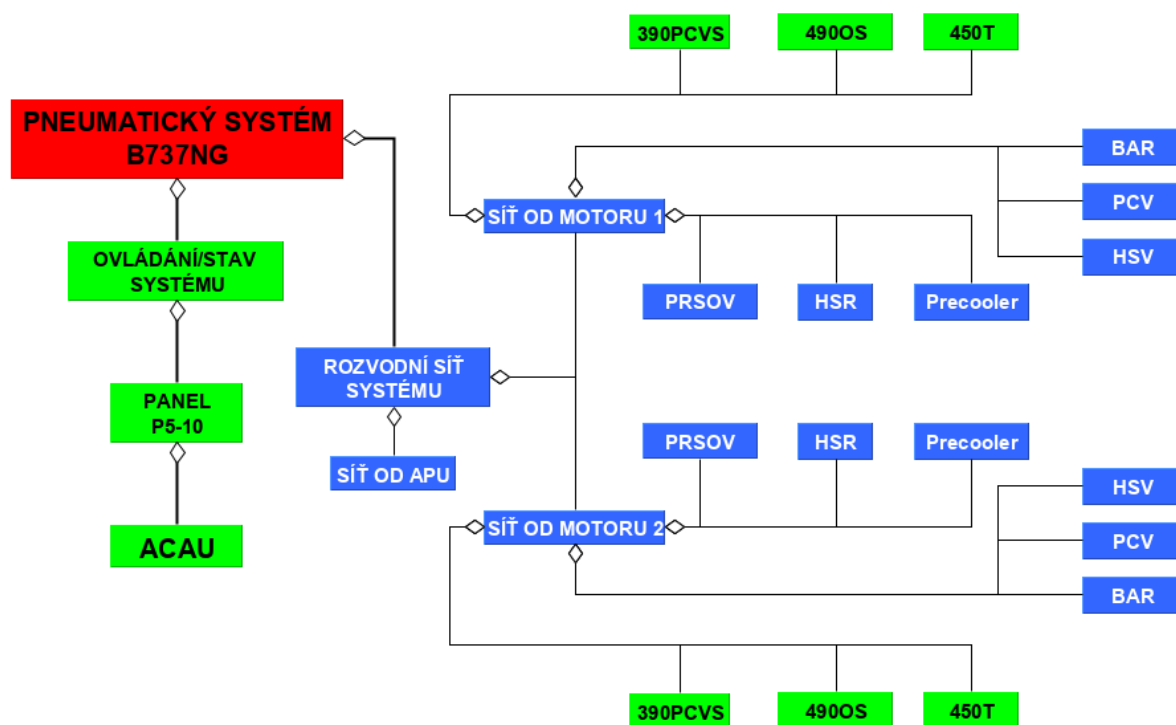 390PCVS
490OS
450T
PNEUMATICKÝ SYSTÉM
B737NG
BAR
PCV
HSV
SÍŤ OD MOTORU 1
OVLÁDÁNÍ/STAV
SYSTÉMU
PRSOV
HSR
Precooler
ROZVODNÍ SÍŤ
SYSTÉMU
PANEL
P5-10
PRSOV
HSR
Precooler
SÍŤ OD APU
HSV
SÍŤ OD MOTORU 2
PCV
ACAU
BAR
390PCVS
490OS
450T